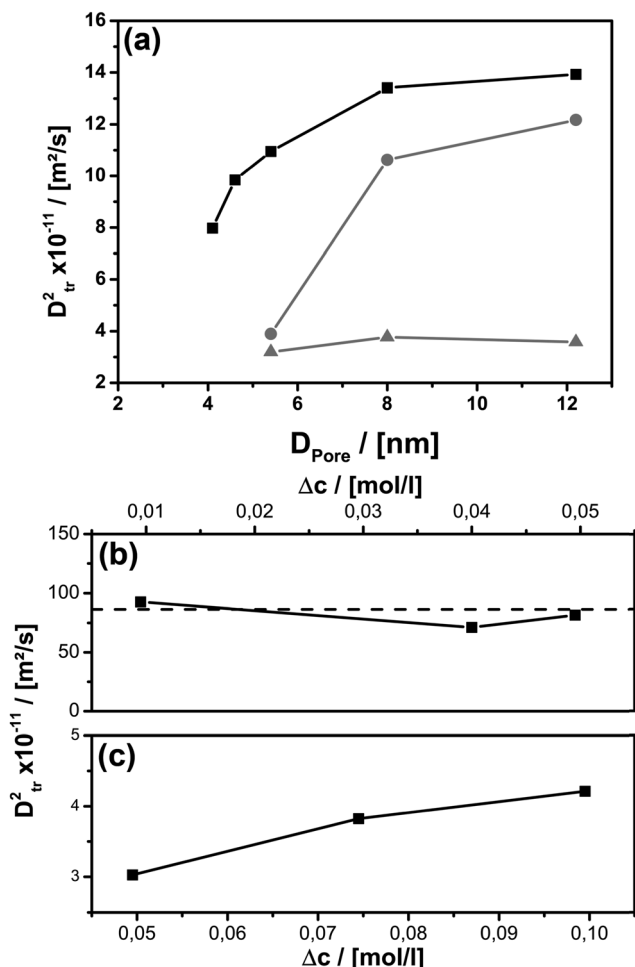 (a)
16
14
12
10
8
6
4
2
D²tr x10⁻¹¹ / [m²/s]
2 4 6 8 10 12
DPore / [nm]
Δc / [mol/l]
0,01 0,02 0,03 0,04 0,05
(b)
150
100
50
0
D²tr x10⁻¹¹ / [m²/s]
(c)
5
4
3
0,05 0,06 0,07 0,08 0,09 0,10
Δc / [mol/l]